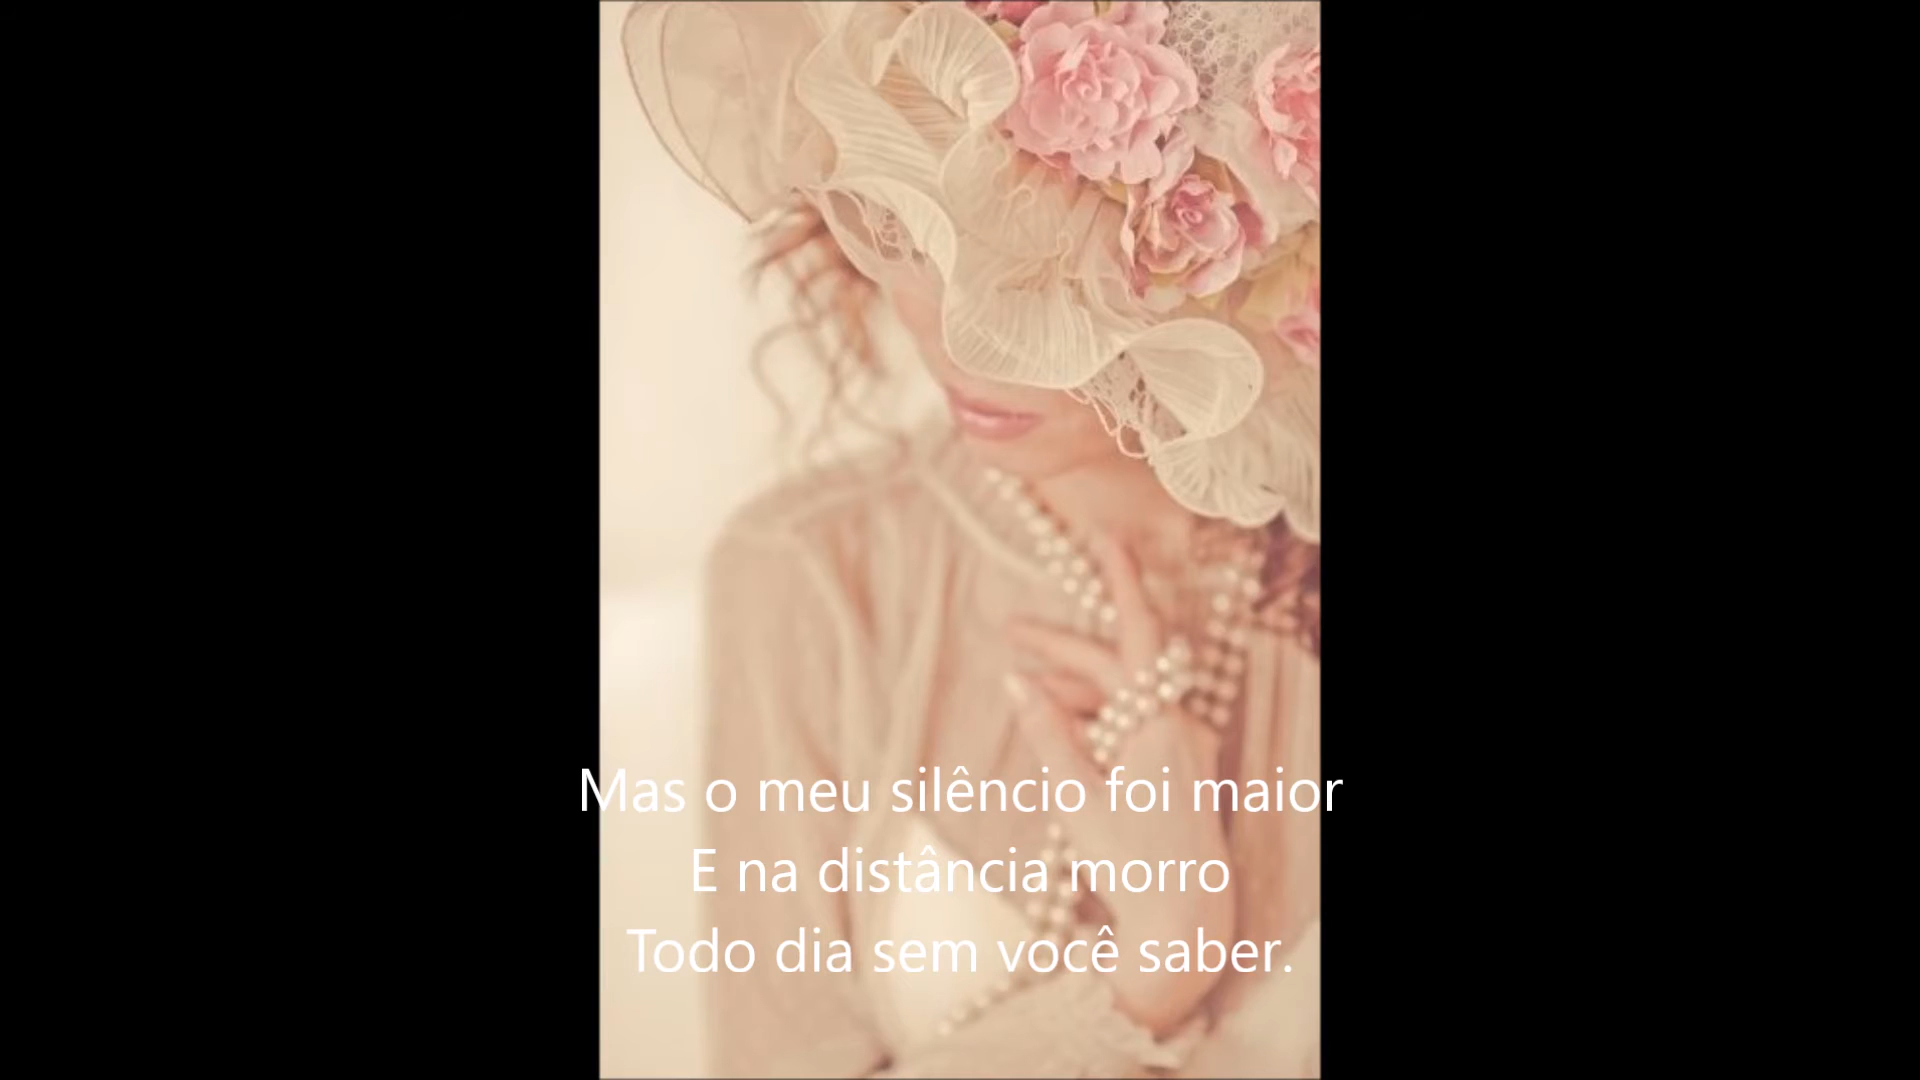 Mas o meu silêncio foi maior
E na distância morro
Todo dia sem você saber.